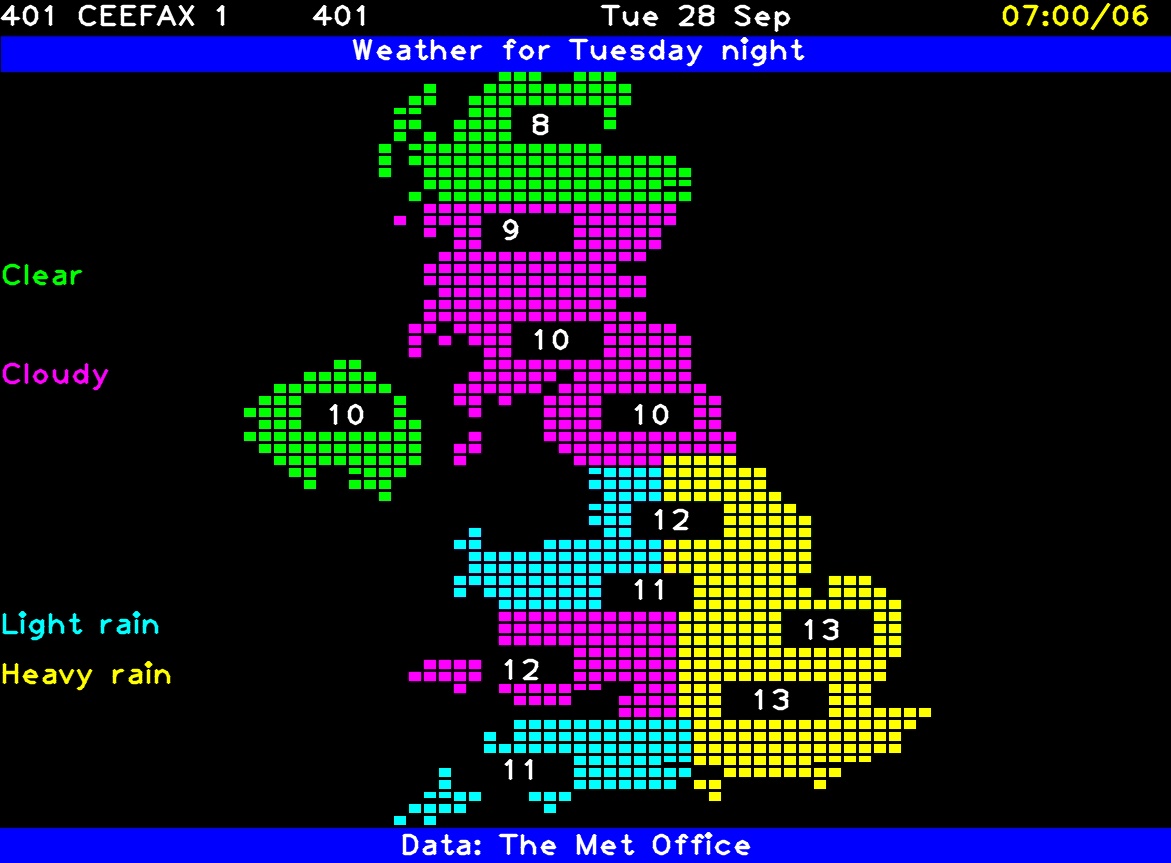 401 CEEFAX 1 401 Tue 28 Sep 07:00/06
Weather for Tuesday night
8
9
Clear
10
Cloudy
10 10
12
11
Light rain
13
12
Heavy rain
13
11
Data: The Met Office